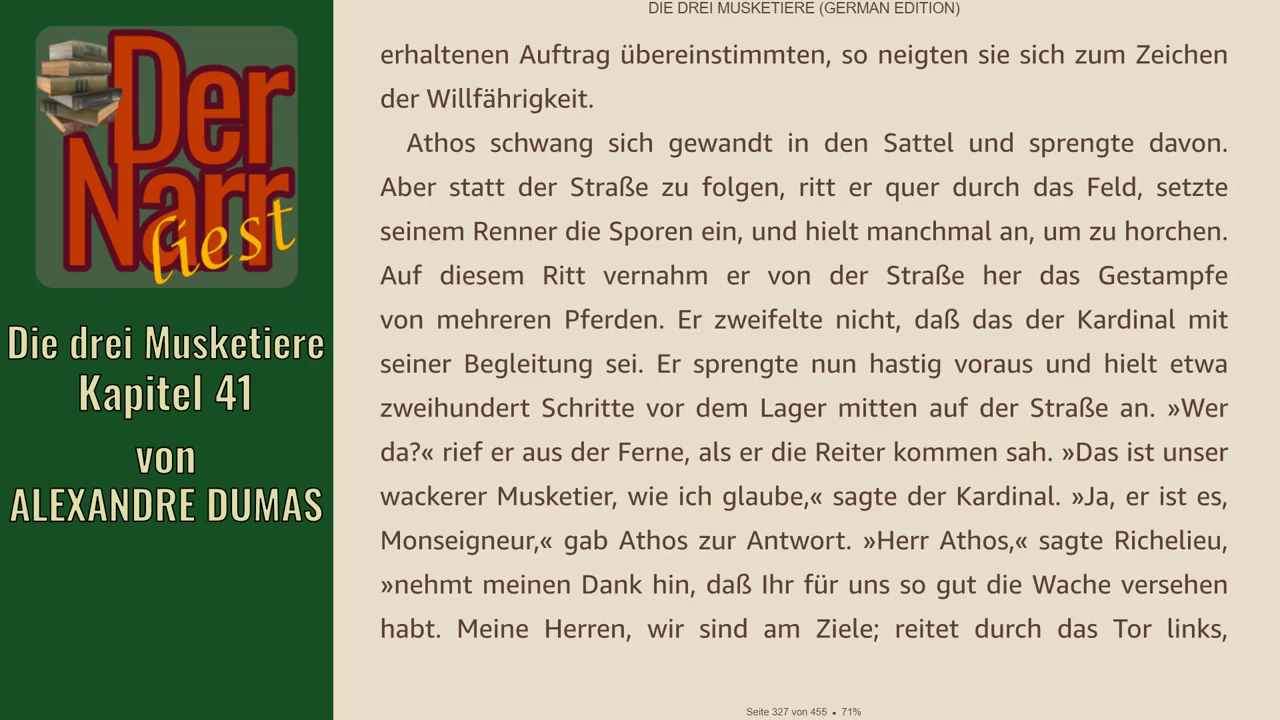 Der
Narr
liest
Die drei Musketiere
Kapitel 41
von
ALEXANDRE DUMAS
DIE DREI MUSKETIERE (GERMAN EDITION)
erhaltenen Auftrag übereinstimmten, so neigten sie sich zum Zeichen
der Willfährigkeit.
Athos schwang sich gewandt in den Sattel und sprengte davon.
Aber statt der Straße zu folgen, ritt er quer durch das Feld, setzte
seinem Renner die Sporen ein, und hielt manchmal an, um zu horchen.
Auf diesem Ritt vernahm er von der Straße her das Gestampfe
von mehreren Pferden. Er zweifelte nicht, daß das der Kardinal mit
seiner Begleitung sei. Er sprengte nun hastig voraus und hielt etwa
zweihundert Schritte vor dem Lager mitten auf der Straße an. »Wer
da?« rief er aus der Ferne, als er die Reiter kommen sah. »Das ist unser
wackerer Musketier, wie ich glaube,« sagte der Kardinal. »Ja, er ist es,
Monseigneur,« gab Athos zur Antwort. »Herr Athos,« sagte Richelieu,
»nehmt meinen Dank hin, daß Ihr für uns so gut die Wache versehen
habt. Meine Herren, wir sind am Ziele; reitet durch das Tor links,
Seite 327 von 455 • 71%